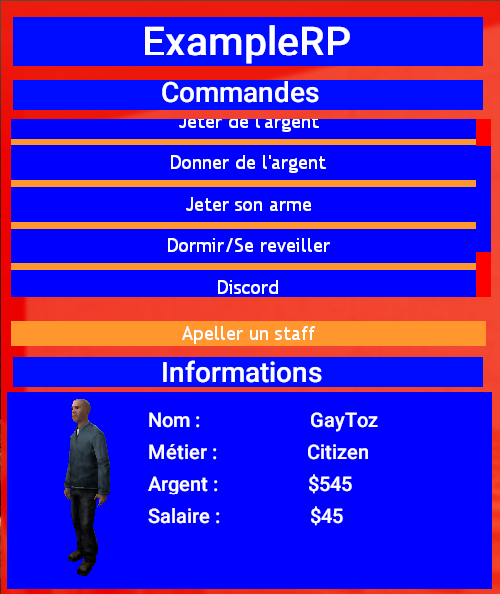 ExampleRP
Commandes
Jeter de l'argent
Donner de l'argent
Jeter son arme
Dormir/Se reveiller
Discord
Apeller un staff
Informations
Nom : GayToz
Métier : Citizen
Argent : $545
Salaire : $45